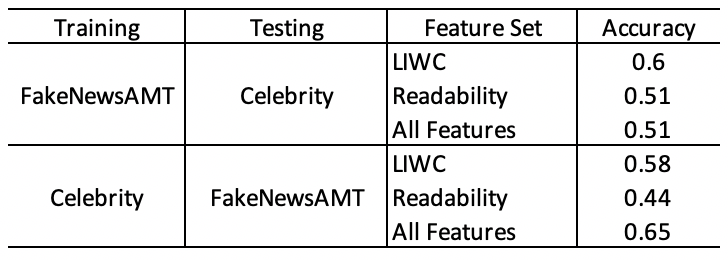 Training Testing Feature Set Accuracy
LIWC 0.6
FakeNewsAMT Celebrity Readability 0.51
All Features 0.51
LIWC 0.58
Celebrity FakeNewsAMT Readability 0.44
All Features 0.65